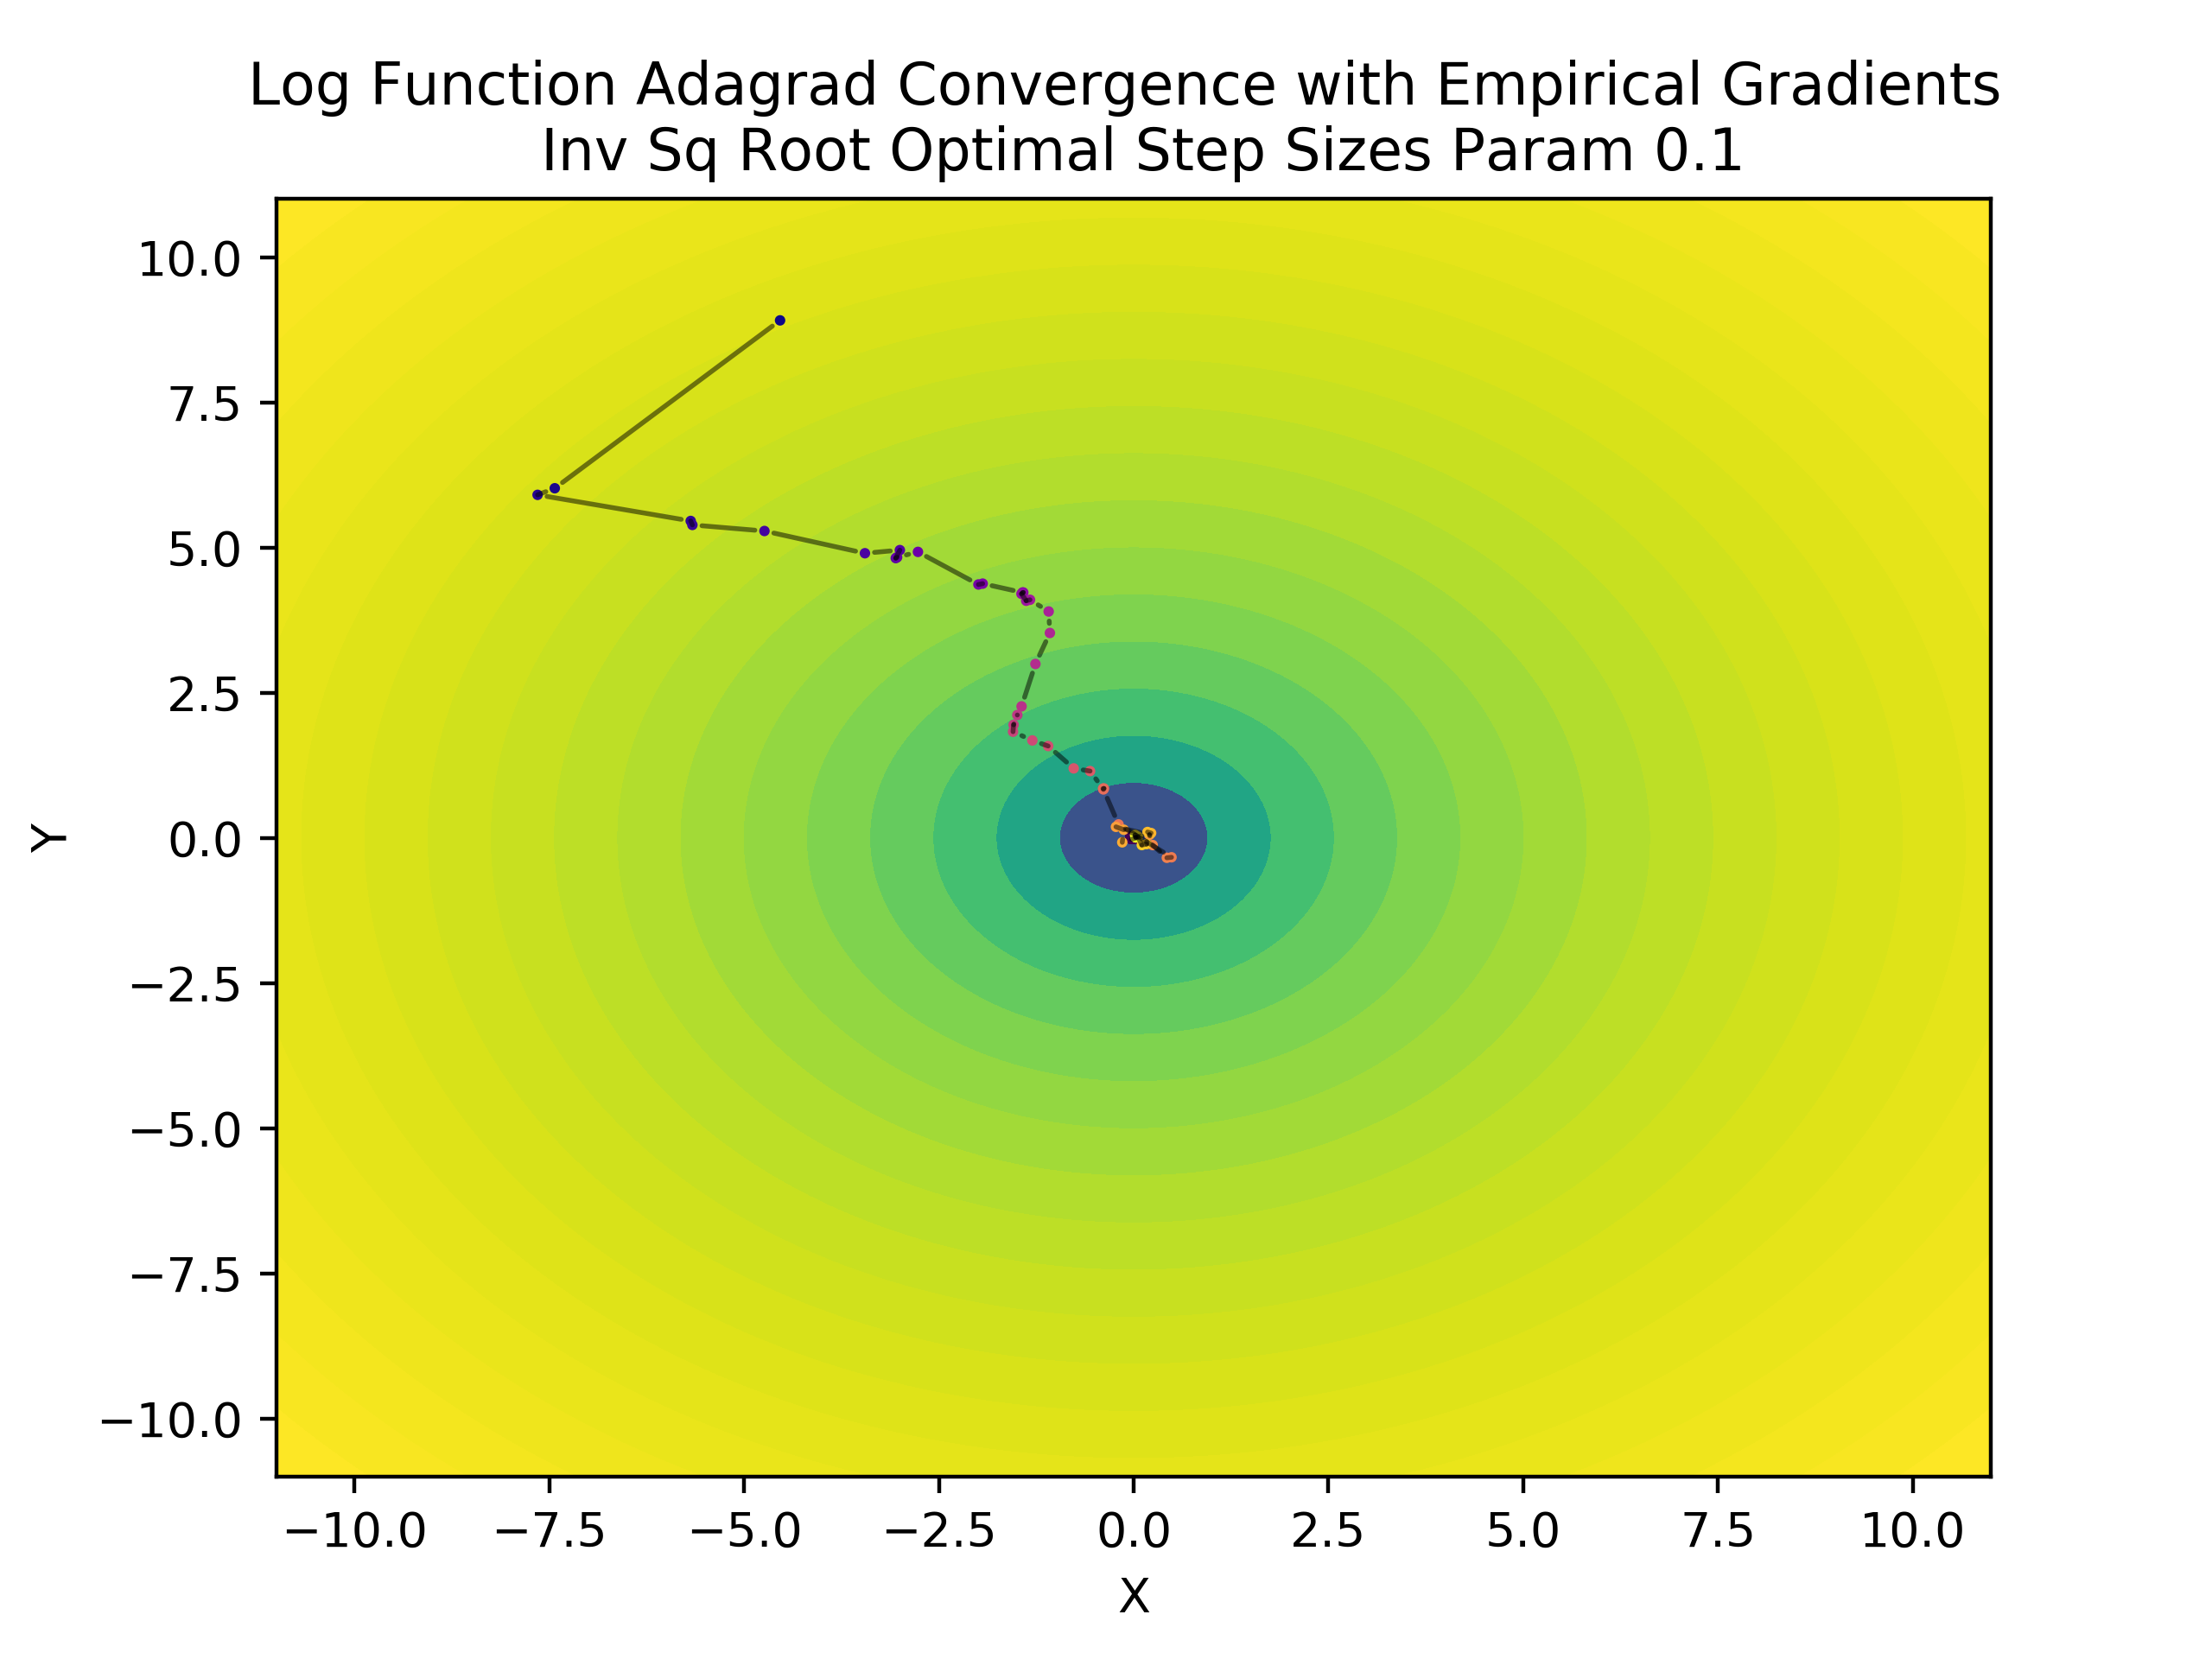 Log Function Adagrad Convergence with Empirical Gradients
Inv Sq Root Optimal Step Sizes Param 0.1
10.0
7.5
5.0
2.5
0.0
−2.5
−5.0
−7.5
−10.0
Y
−10.0 −7.5 −5.0 −2.5 0.0 2.5 5.0 7.5 10.0
X